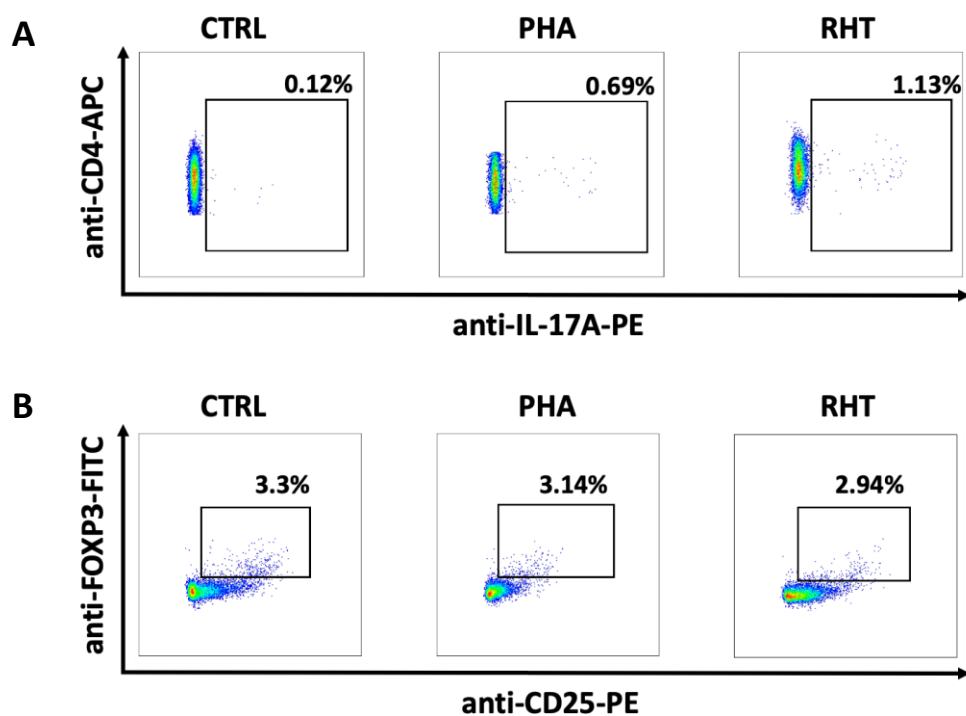 A
CTRL PHA RHT
0.12% 0.69% 1.13%
anti-CD4-APC
anti-IL-17A-PE
B
CTRL PHA RHT
3.3% 3.14% 2.94%
anti-FOXP3-FITC
anti-CD25-PE